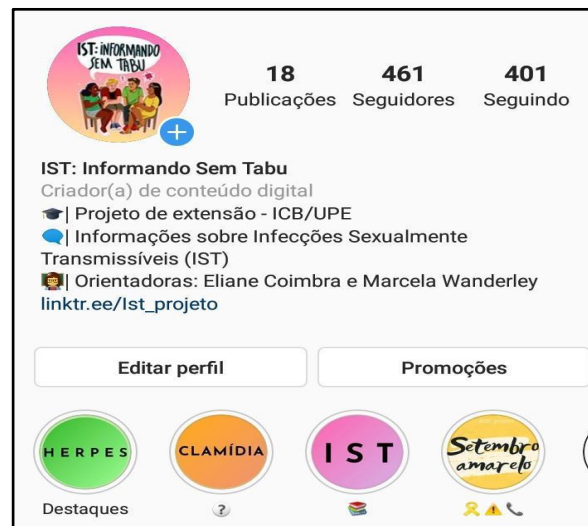 IST: INFORMANDO
SEM TABU
18
461
401
Publicações
Seguidores
Seguindo
IST: Informando Sem Tabu
Criador(a) de conteúdo digital
🎓| Projeto de extensão - ICB/UPE
🗨️| Informações sobre Infecções Sexualmente
Transmissíveis (IST)
👩‍🏫| Orientadoras: Eliane Coimbra e Marcela Wanderley
linktr.ee/Ist_projeto
Editar perfil
Promoções
HERPES
CLAMÍDIA
IST
Setembro
amarelo
Destaques
❔
📚
🎗️⚠️📞